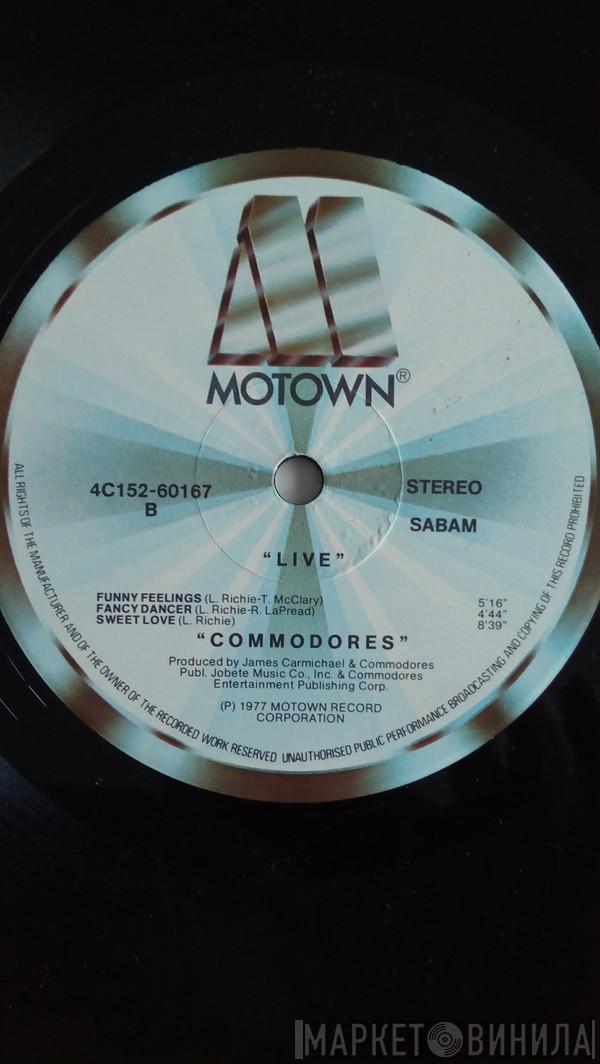 MOTOWN®
4C152-60167
B
STEREO
SABAM
"LIVE"
FUNNY FEELINGS (L. Richie-T. McClary) 5'16"
FANCY DANCER (L. Richie-R. LaPread) 4'44"
SWEET LOVE (L. Richie) 8'39"
"COMMODORES"
Produced by James Carmichael & Commodores
Publ. Jobete Music Co., Inc. & Commodores
Entertainment Publishing Corp.
(P) 1977 MOTOWN RECORD
CORPORATION
ALL RIGHTS OF THE MANUFACTURER AND OF THE OWNER OF THE RECORDED WORK RESERVED UNAUTHORISED PUBLIC PERFORMANCE BROADCASTING AND COPYING OF THIS RECORD PROHIBITED
МАРКЕТ ВИНИЛА